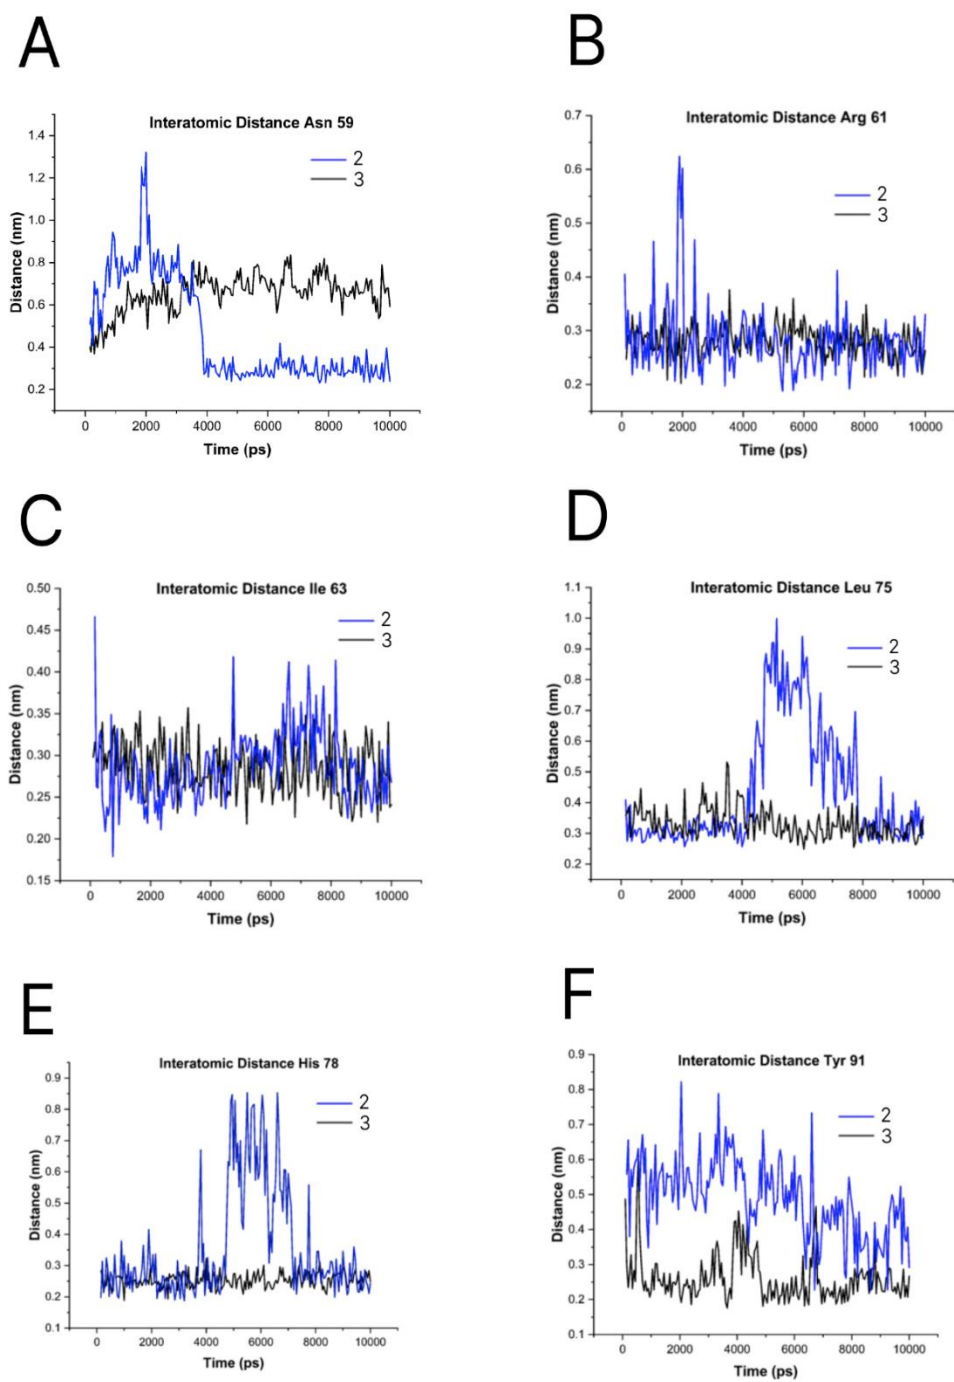 A
B
Interatomic Distance Asn 59
2
3
Distance (nm)
1.4
1.2
1.0
0.8
0.6
0.4
0.2
0 2000 4000 6000 8000 10000
Time (ps)
Interatomic Distance Arg 61
2
3
Distance (nm)
0.7
0.6
0.5
0.4
0.3
0.2
0 2000 4000 6000 8000 10000
Time (ps)
C
D
Interatomic Distance Ile 63
2
3
Distance (nm)
0.50
0.45
0.40
0.35
0.30
0.25
0.20
0.15
0 2000 4000 6000 8000 10000
Time (ps)
Interatomic Distance Leu 75
2
3
Distance (nm)
1.1
1.0
0.9
0.8
0.7
0.6
0.5
0.4
0.3
0.2
0 2000 4000 6000 8000 10000
Time (ps)
E
F
Interatomic Distance His 78
2
3
Distance (nm)
0.9
0.8
0.7
0.6
0.5
0.4
0.3
0.2
0.1
0 2000 4000 6000 8000 10000
Time (ps)
Interatomic Distance Tyr 91
2
3
Distance (nm)
0.9
0.8
0.7
0.6
0.5
0.4
0.3
0.2
0.1
0 2000 4000 6000 8000 10000
Time (ps)